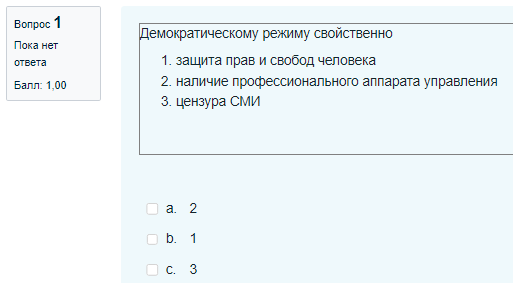 Вопрос 1
Пока нет
ответа
Балл: 1,00
Демократическому режиму свойственно
1. защита прав и свобод человека
2. наличие профессионального аппарата управления
3. цензура СМИ
a. 2
b. 1
c. 3